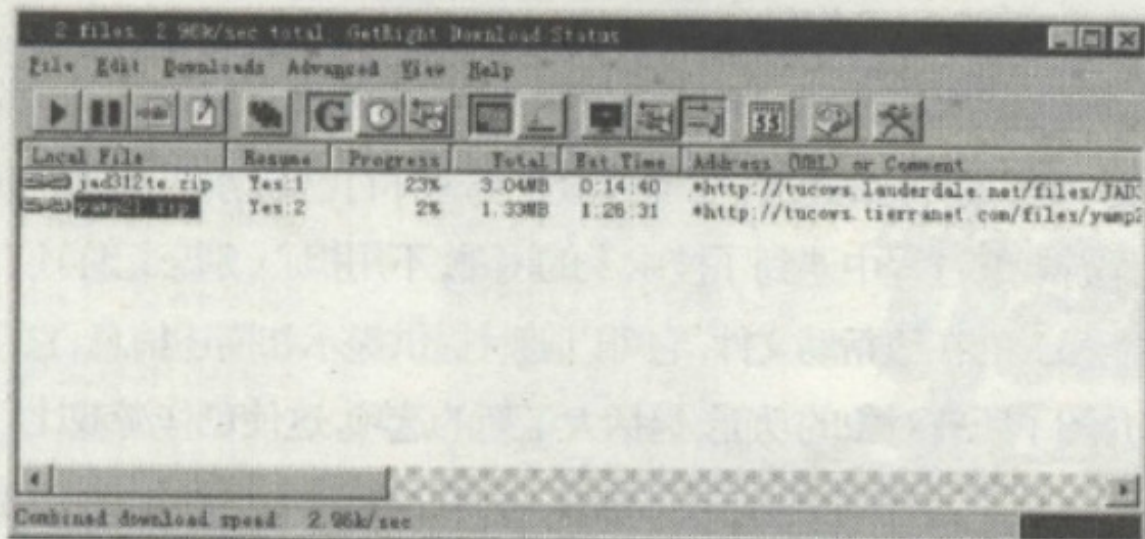 2 files 2.96k/sec total GetRight Download Status
File Edit Downloads Advanced View Help
Local File Resume Progress Total Est Time Address (URL) or Comment
jad312te.zip Yes:1 23% 3.04MB 0:14:40 *http://tucows.lauderdale.net/files/JAD
Yes:2 2% 1.33MB 1:26:31 *http://tucows.tierranet.com/files/yamp2
Combined download speed 2.96k/sec